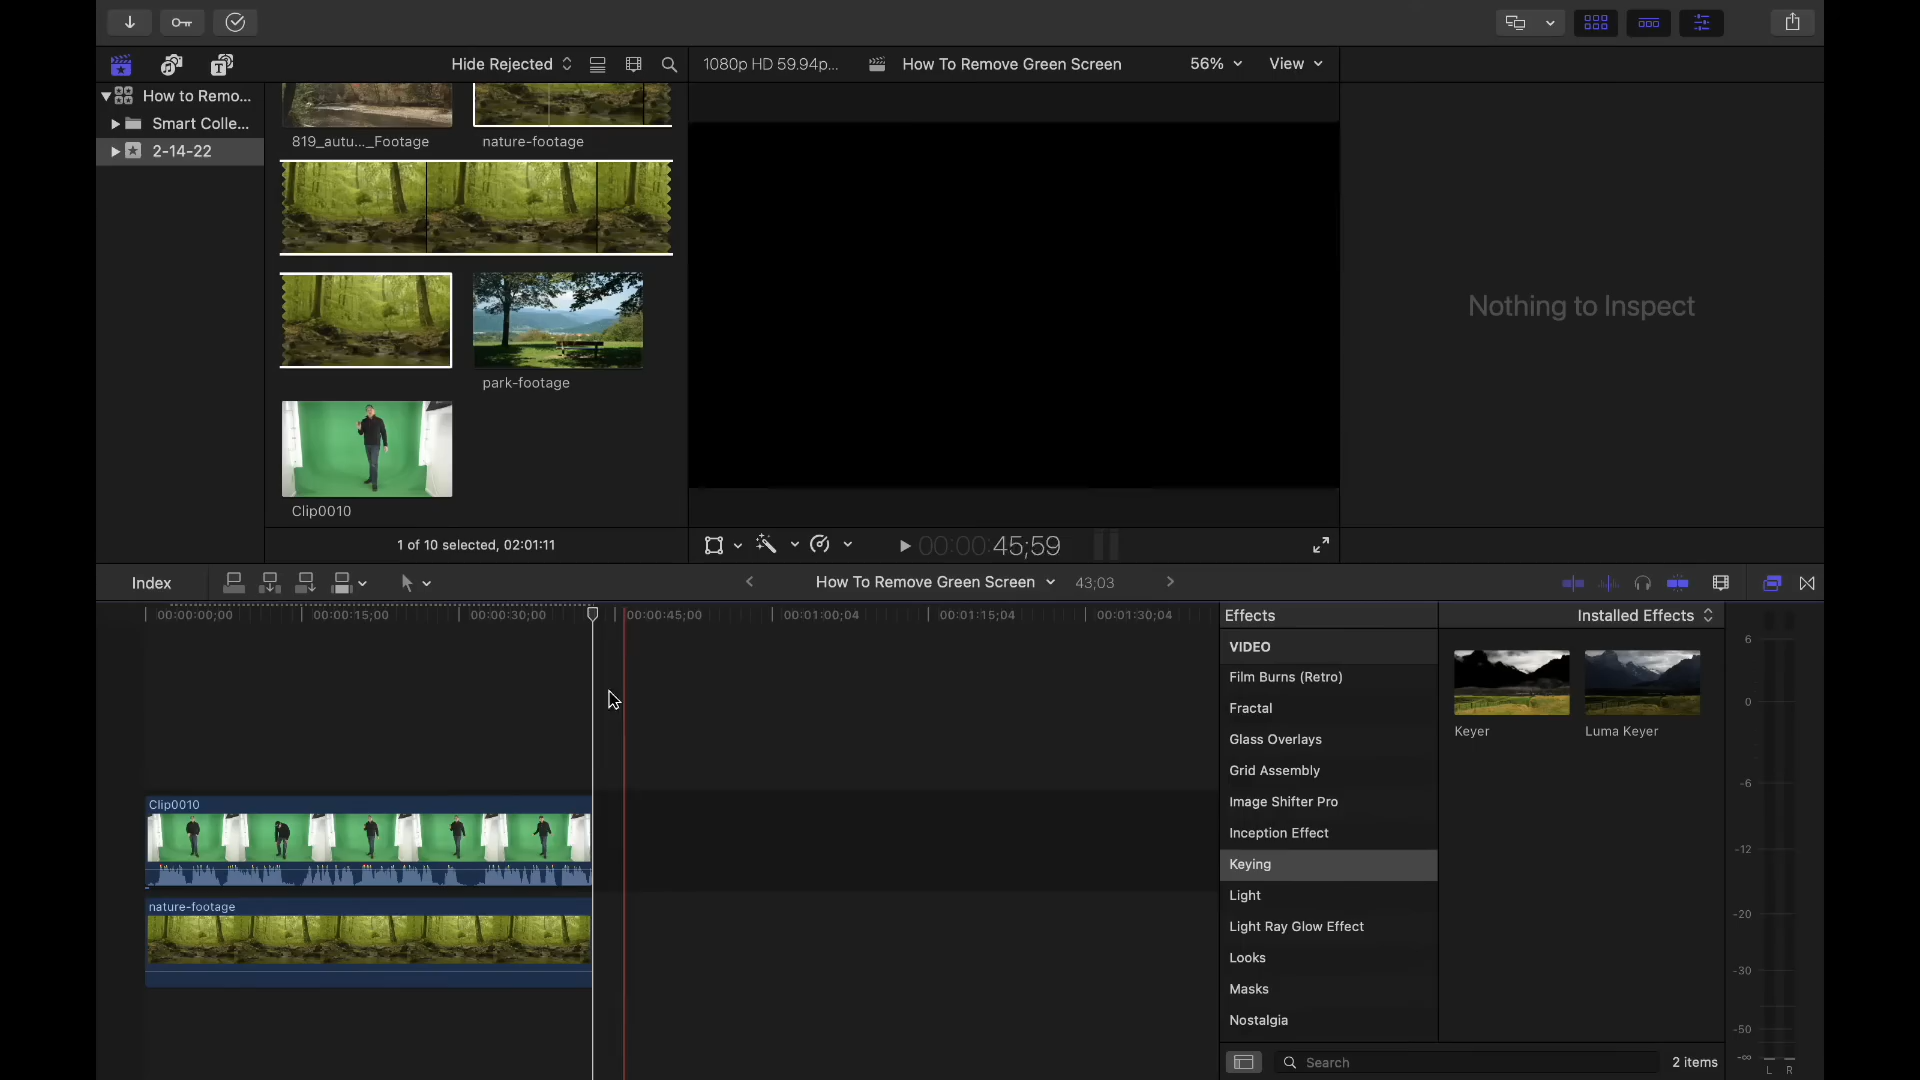 Hide Rejected
1080p HD 59.94p...
How To Remove Green Screen
56%
View
How to Remo...
Smart Colle...
2-14-22
819_autu..._Footage
nature-footage
park-footage
Clip0010
Nothing to Inspect
1 of 10 selected, 02:01:11
00:00:45;59
Index
How To Remove Green Screen
43;03
00:00:00;00
00:00:15;00
00:00:30;00
00:00:45;00
00:01:00;04
00:01:15;04
00:01:30;04
Clip0010
nature-footage
Effects
Installed Effects
VIDEO
Film Burns (Retro)
Fractal
Glass Overlays
Grid Assembly
Image Shifter Pro
Inception Effect
Keying
Light
Light Ray Glow Effect
Looks
Masks
Nostalgia
Keyer
Luma Keyer
Search
2 items
6
0
-6
-12
-20
-30
-50
-∞
L R